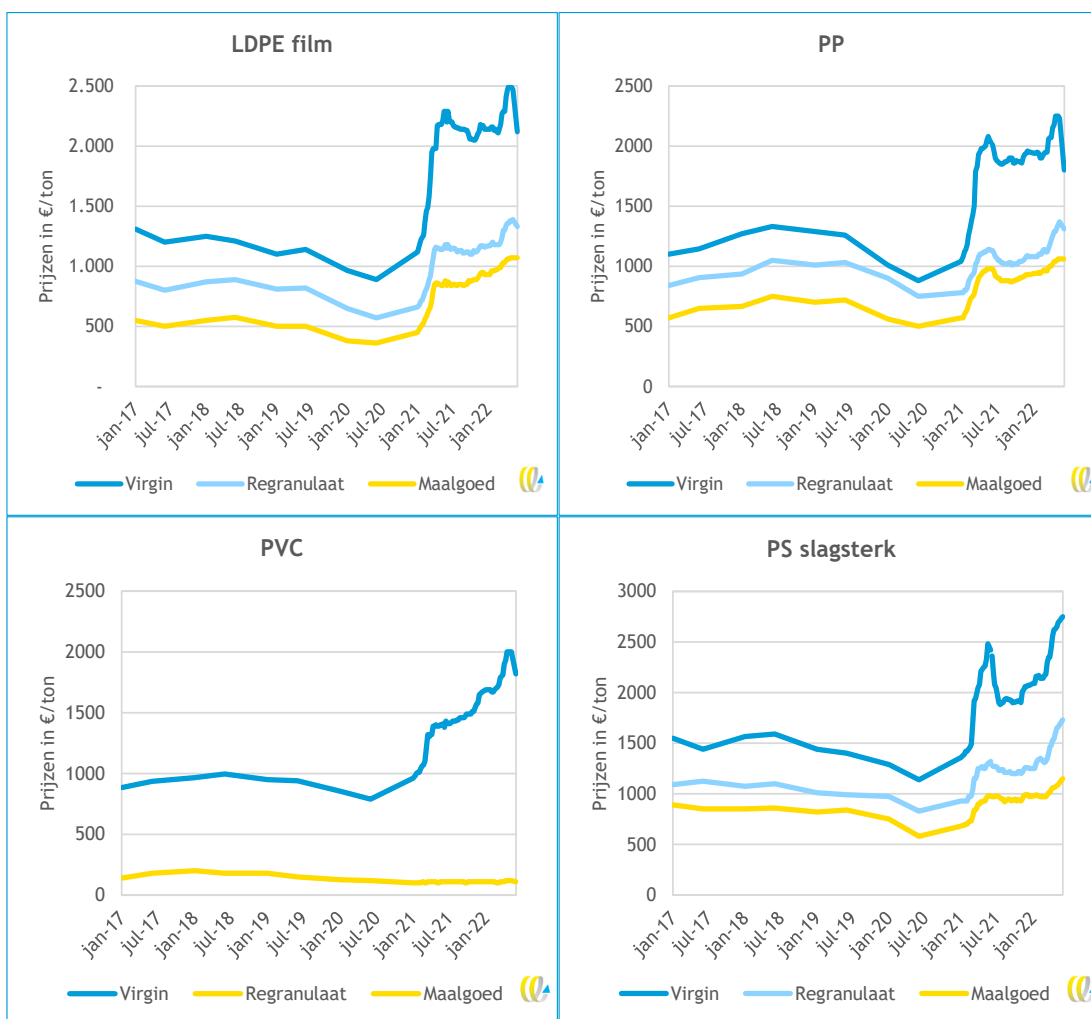 LDPE film
Prijzen in €/ton
2.500
2.000
1.500
1.000
500
-
jan-17
jul-17
jan-18
jul-18
jan-19
jul-19
jan-20
jul-20
jan-21
jul-21
jan-22
Virgin Regranulaat Maalgoed
PP
Prijzen in €/ton
2500
2000
1500
1000
500
0
jan-17
jul-17
jan-18
jul-18
jan-19
jul-19
jan-20
jul-20
jan-21
jul-21
jan-22
Virgin Regranulaat Maalgoed
PVC
Prijzen in €/ton
2500
2000
1500
1000
500
0
jan-17
jul-17
jan-18
jul-18
jan-19
jul-19
jan-20
jul-20
jan-21
jul-21
jan-22
Virgin Regranulaat Maalgoed
PS slagsterk
Prijzen in €/ton
3000
2500
2000
1500
1000
500
0
jan-17
jul-17
jan-18
jul-18
jan-19
jul-19
jan-20
jul-20
jan-21
jul-21
jan-22
Virgin Regranulaat Maalgoed